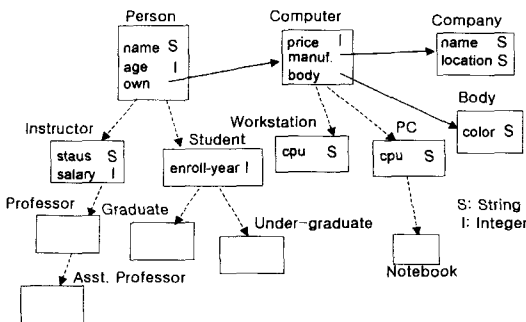 Person
Computer
Company
name S
age I
own
price I
manuf.
body
name S
location S
Body
color S
Instructor
Student
Workstation
PC
staus S
salary I
enroll-year I
cpu S
cpu S
S: String
I: Integer
Professor
Graduate
Under-graduate
Notebook
Asst. Professor